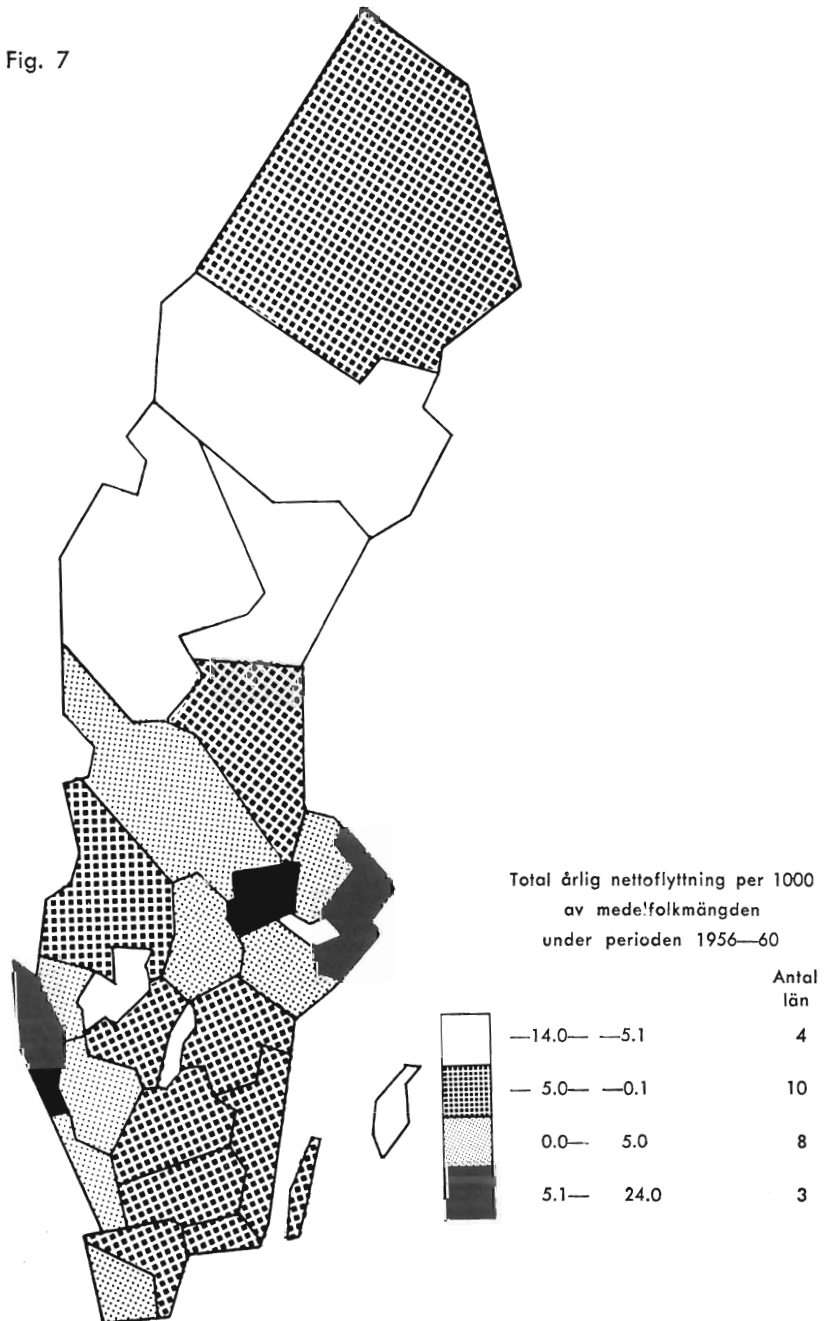 Fig. 7
Total årlig nettoflyttning per 1000
av medelfolkmängden
under perioden 1956—60
Antal
län
—14.0— —5.1 4
— 5.0— —0.1 10
0.0— 5.0 8
5.1— 24.0 3